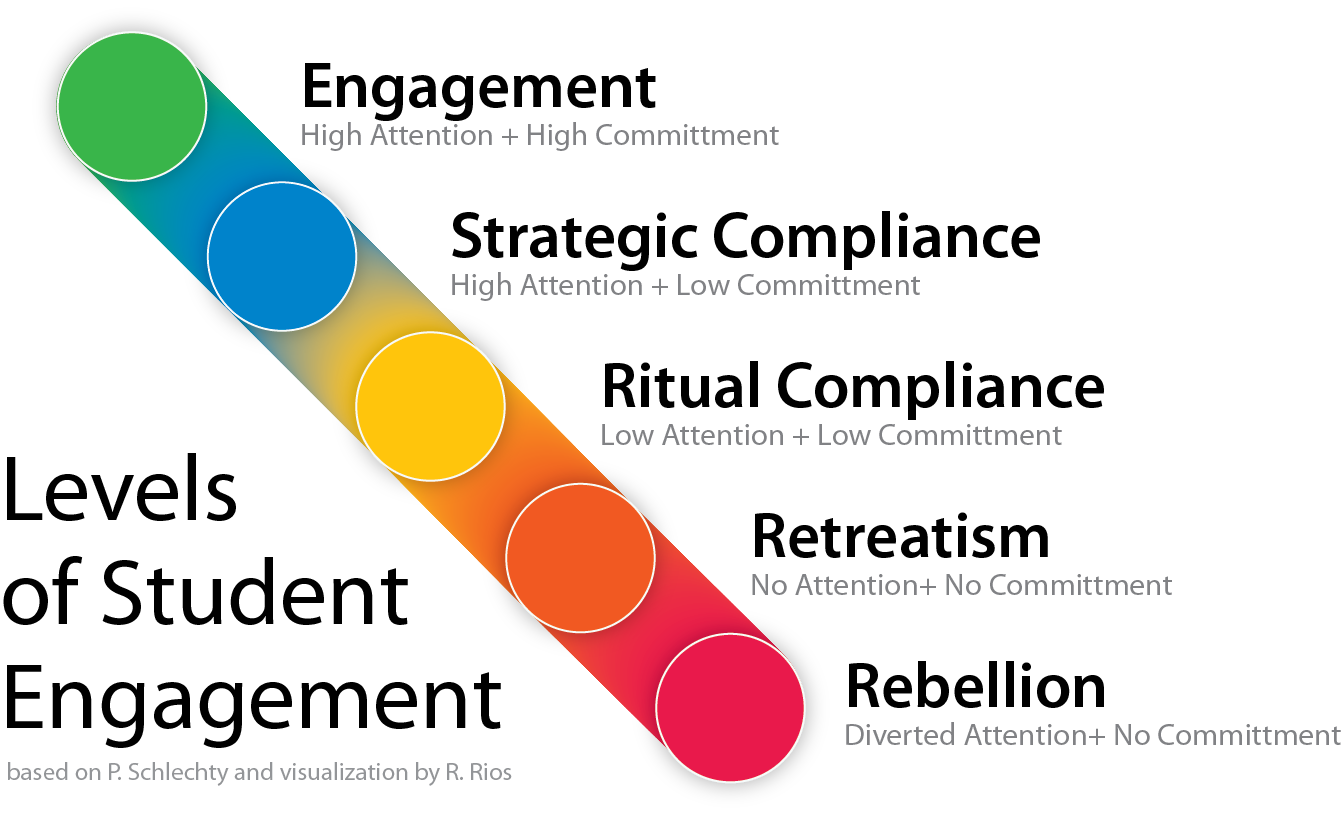 Engagement
High Attention + High Committment
Strategic Compliance
High Attention + Low Committment
Ritual Compliance
Low Attention + Low Committment
Retreatism
No Attention+ No Committment
Rebellion
Diverted Attention+ No Committment
Levels
of Student
Engagement
based on P. Schlechty and visualization by R. Rios